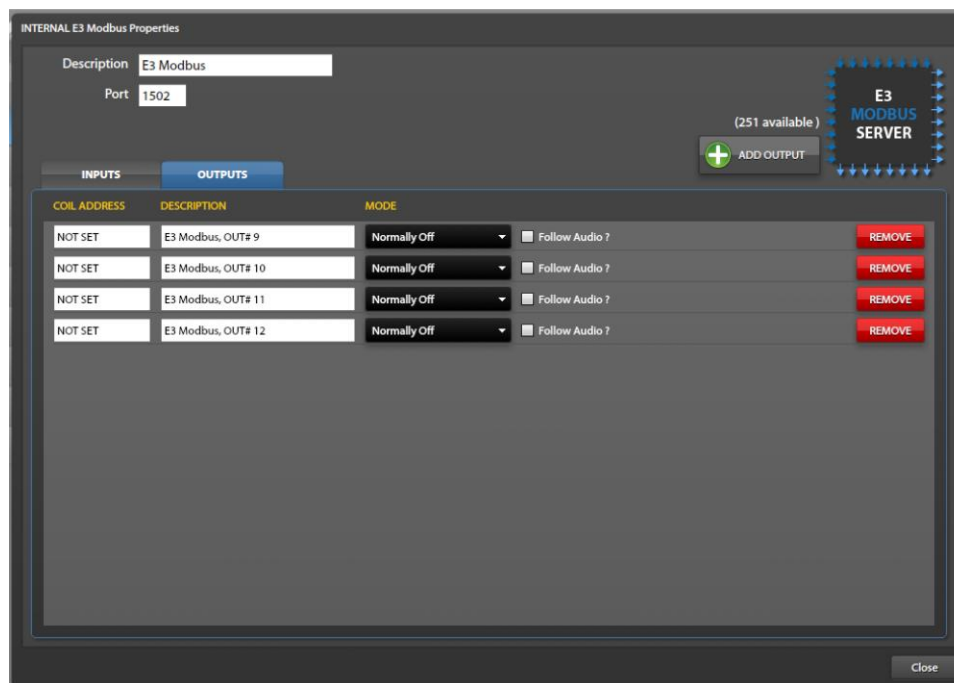 INTERNAL E3 Modbus Properties
Description E3 Modbus
Port 1502
(251 available )
ADD OUTPUT
E3
MODBUS
SERVER
INPUTS OUTPUTS
COIL ADDRESS DESCRIPTION MODE
NOT SET E3 Modbus, OUT# 9 Normally Off Follow Audio ? REMOVE
NOT SET E3 Modbus, OUT# 10 Normally Off Follow Audio ? REMOVE
NOT SET E3 Modbus, OUT# 11 Normally Off Follow Audio ? REMOVE
NOT SET E3 Modbus, OUT# 12 Normally Off Follow Audio ? REMOVE
Close